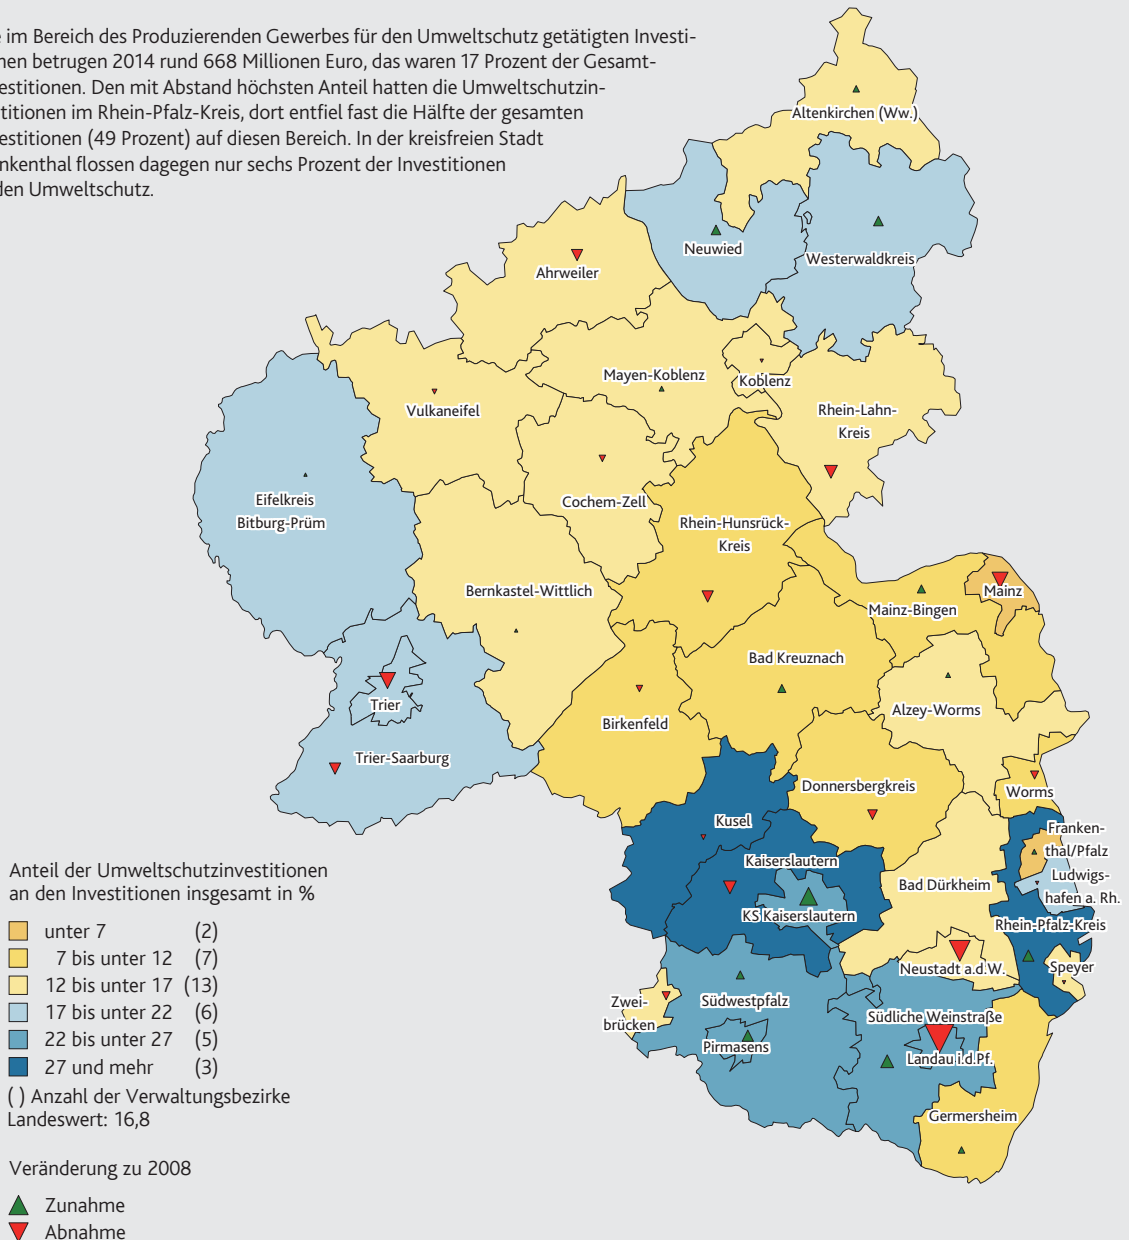 im Bereich des Produzierenden Gewerbes für den Umweltschutz getätigten Investi-
betrugen 2014 rund 668 Millionen Euro, das waren 17 Prozent der Gesamt-
Den mit Abstand höchsten Anteil hatten die Umweltschutzin-
im Rhein-Pfalz-Kreis, dort entfiel fast die Hälfte der gesamten
(49 Prozent) auf diesen Bereich. In der kreisfreien Stadt
flossen dagegen nur sechs Prozent der Investitionen
den Umweltschutz.
Altenkirchen (Ww.)
Neuwied
Westerwaldkreis
Ahrweiler
Mayen-Koblenz
Koblenz
Vulkaneifel
Rhein-Lahn-
Kreis
Cochem-Zell
Eifelkreis
Bitburg-Prüm
Rhein-Hunsrück-
Kreis
Bernkastel-Wittlich
Mainz
Mainz-Bingen
Bad Kreuznach
Trier
Alzey-Worms
Birkenfeld
Trier-Saarburg
Donnersbergkreis
Worms
Kusel
Franken-
thal/Pfalz
Kaiserslautern
Ludwigs-
hafen a. Rh.
Bad Dürkheim
KS Kaiserslautern
Rhein-Pfalz-Kreis
Neustadt a.d.W.
Speyer
Zwei-
brücken
Südwestpfalz
Südliche Weinstraße
Pirmasens
Landau i.d.Pf.
Germersheim
Anteil der Umweltschutzinvestitionen
an den Investitionen insgesamt in %
unter 7 (2)
7 bis unter 12 (7)
12 bis unter 17 (13)
17 bis unter 22 (6)
22 bis unter 27 (5)
27 und mehr (3)
( ) Anzahl der Verwaltungsbezirke
Landeswert: 16,8
Veränderung zu 2008
Zunahme
Abnahme